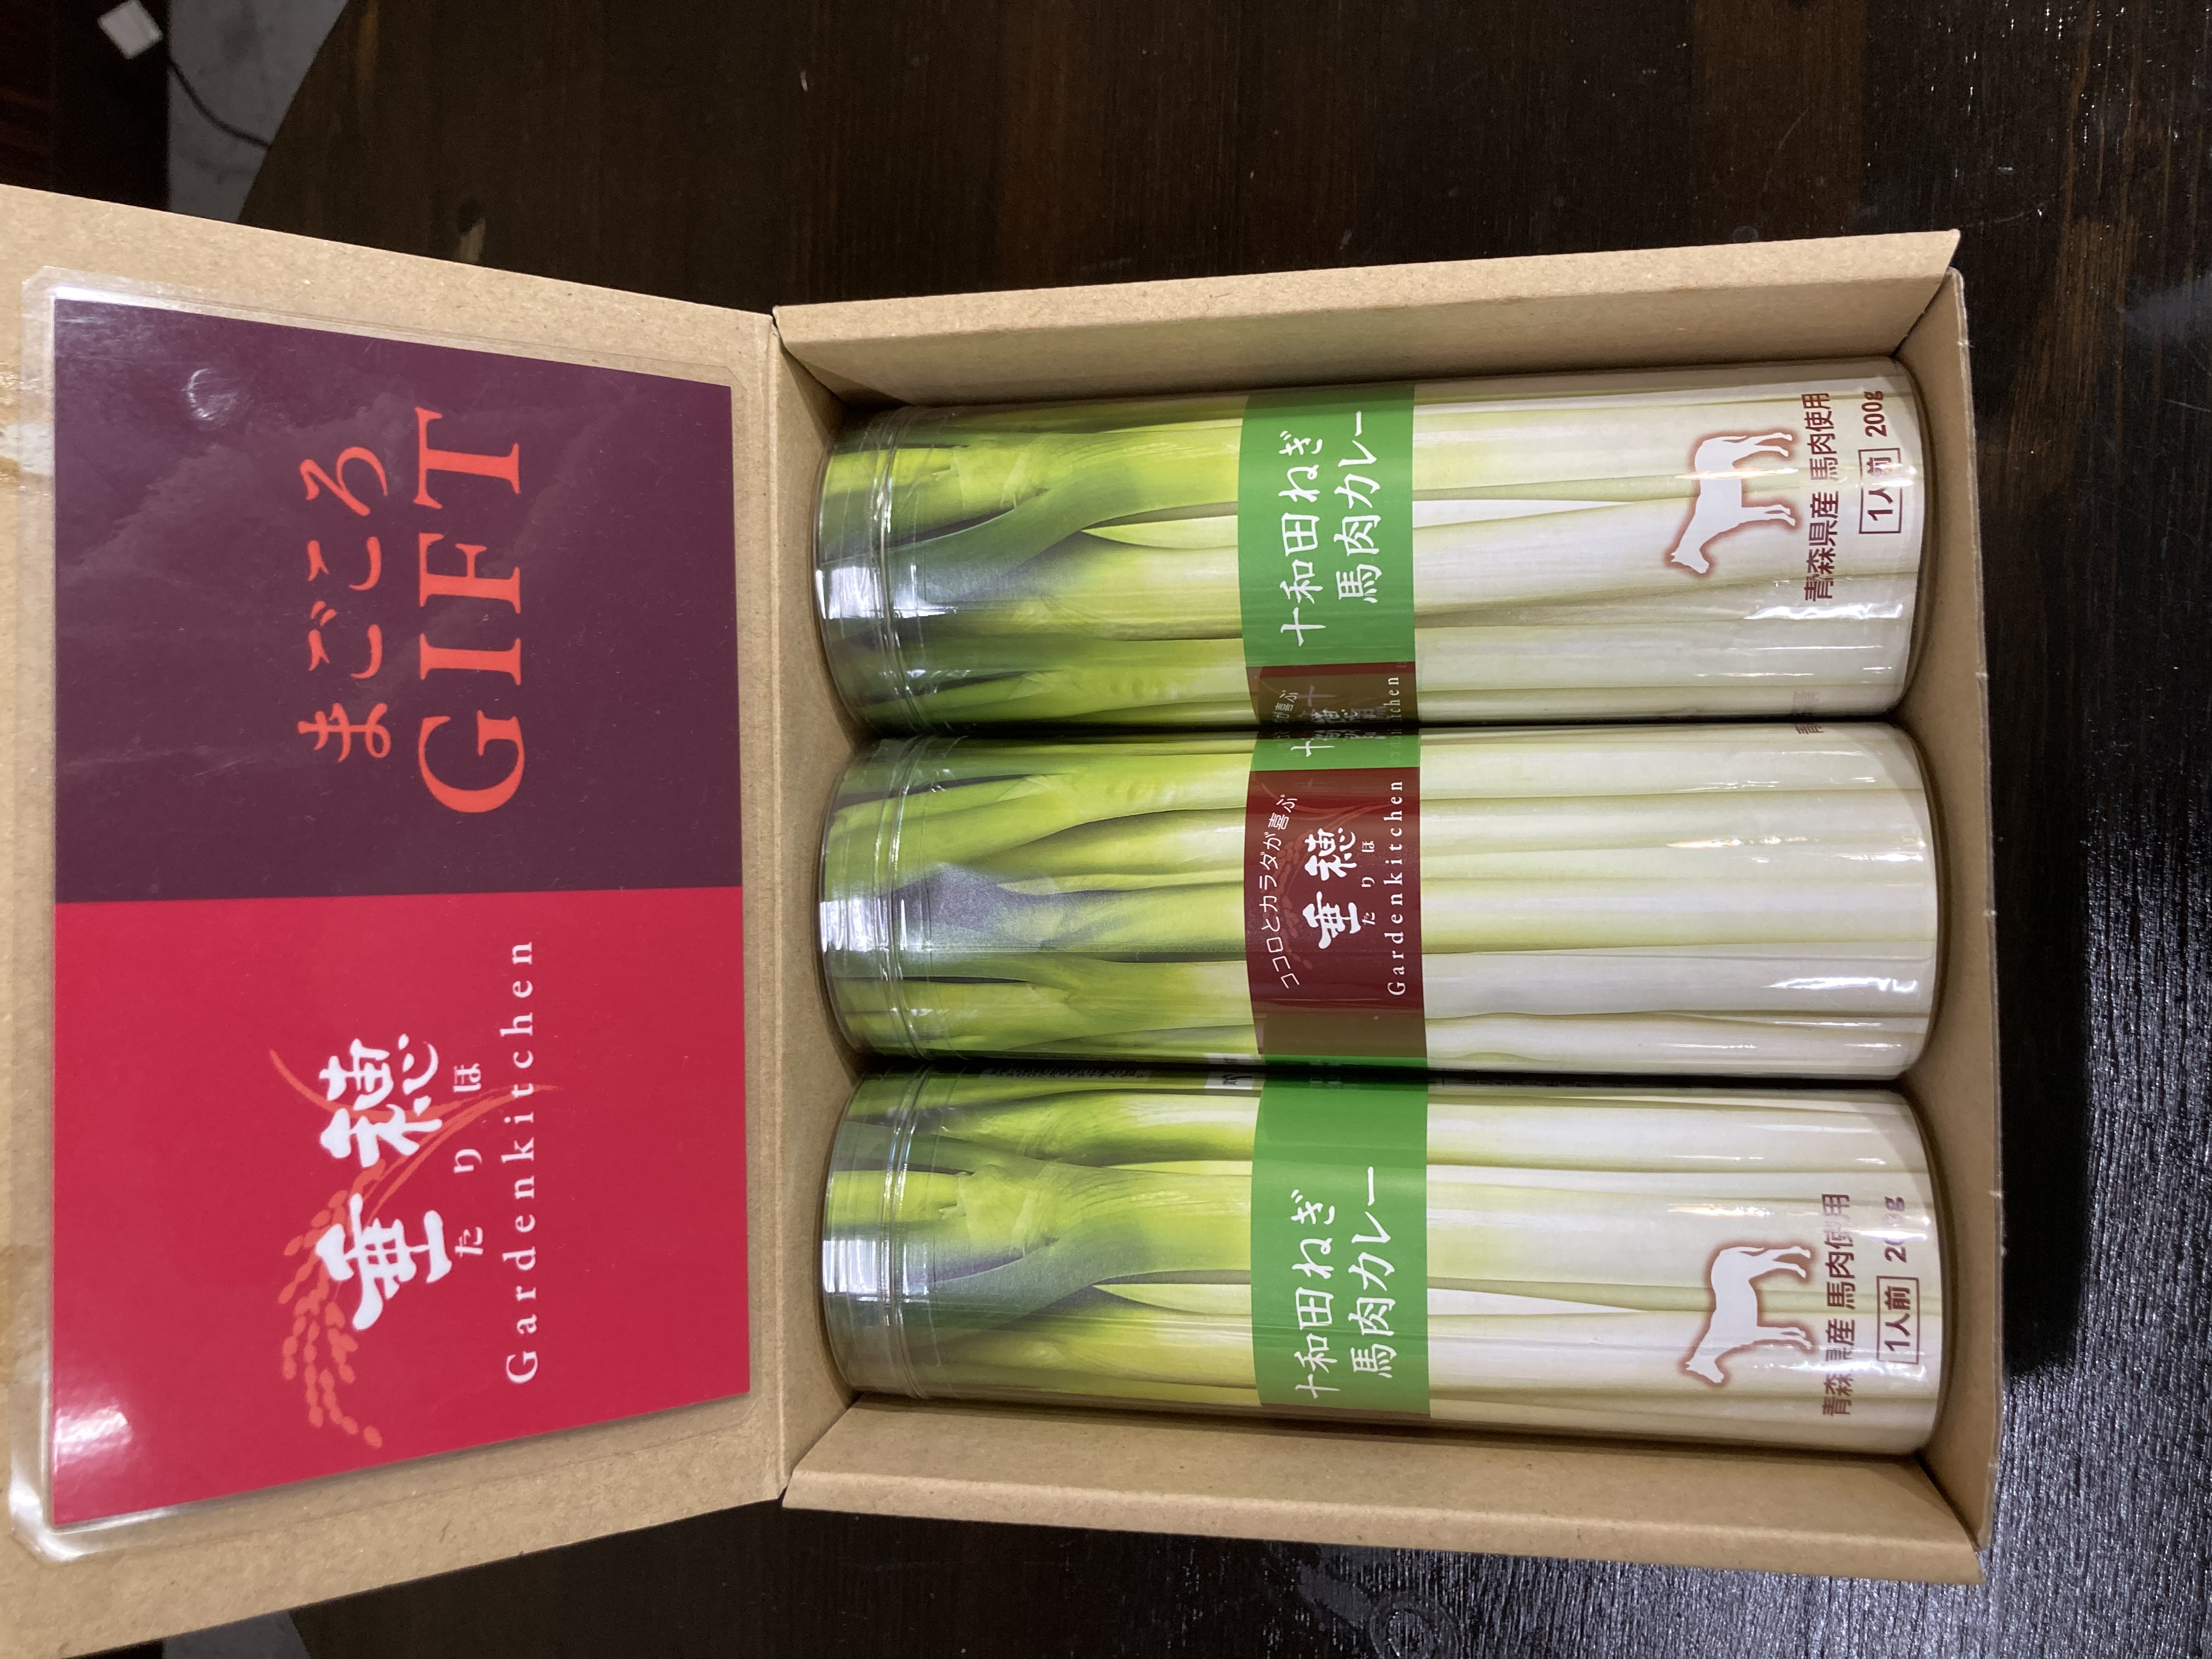 まごころ
GIFT
華穂
たりほ
Gardenkitchen
十和田ねぎ
馬肉カレー
青森県産 馬肉使用
1人前 200g
ココロとカラダが喜ぶ
華穂
たりほ
Gardenkitchen
十和田ねぎ
馬肉カレー
青森県産 馬肉使用
1人前